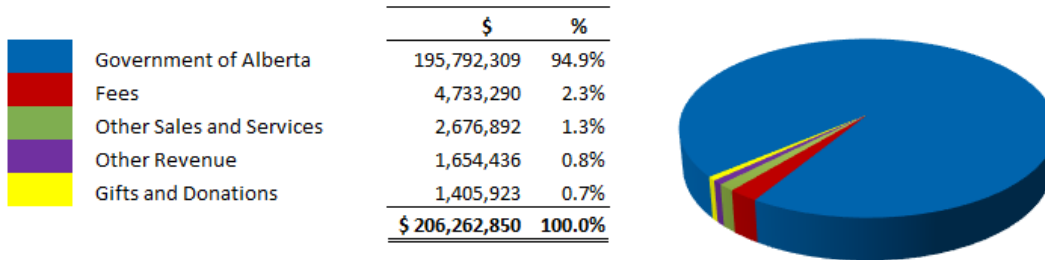 $ %
Government of Alberta 195,792,309 94.9%
Fees 4,733,290 2.3%
Other Sales and Services 2,676,892 1.3%
Other Revenue 1,654,436 0.8%
Gifts and Donations 1,405,923 0.7%
$ 206,262,850 100.0%